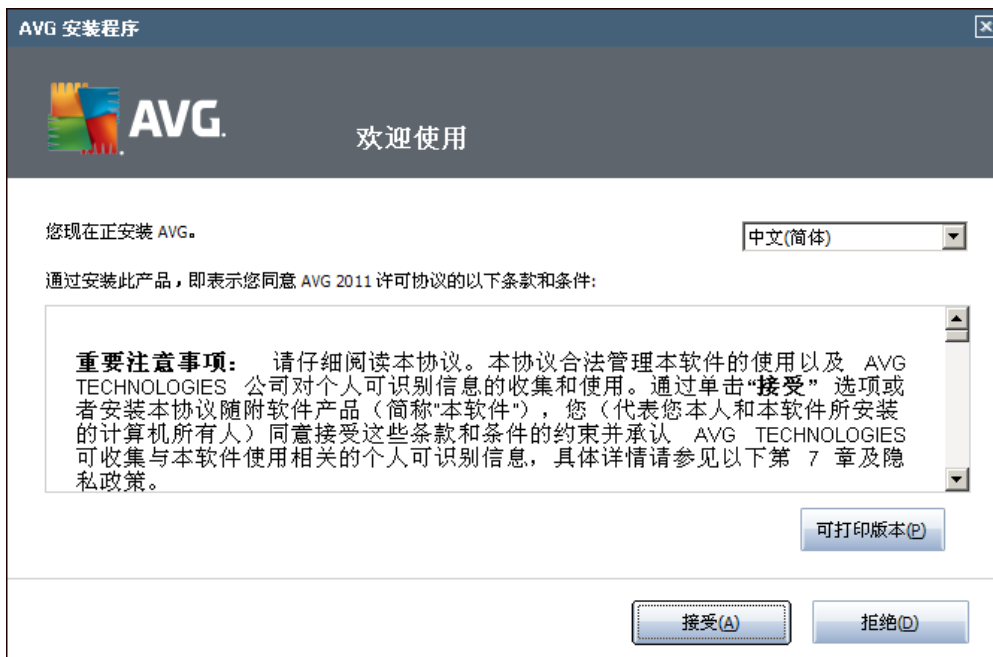 AVG 安装程序
AVG.
欢迎使用
您现在正安装 AVG。
中文(简体)
通过安装此产品，即表示您同意 AVG 2011 许可协议的以下条款和条件:
重要注意事项： 请仔细阅读本协议。本协议合法管理本软件的使用以及 AVG
TECHNOLOGIES 公司对个人可识别信息的收集和使用。通过单击“接受” 选项或
者安装本协议随附软件产品（简称“本软件”），您（代表您本人和本软件所安装
的计算机所有人）同意接受这些条款和条件的约束并承认 AVG TECHNOLOGIES
可收集与本软件使用相关的个人可识别信息，具体详情请参见以下第 7 章及隐
私政策。
可打印版本(P)
接受(A)
拒绝(D)